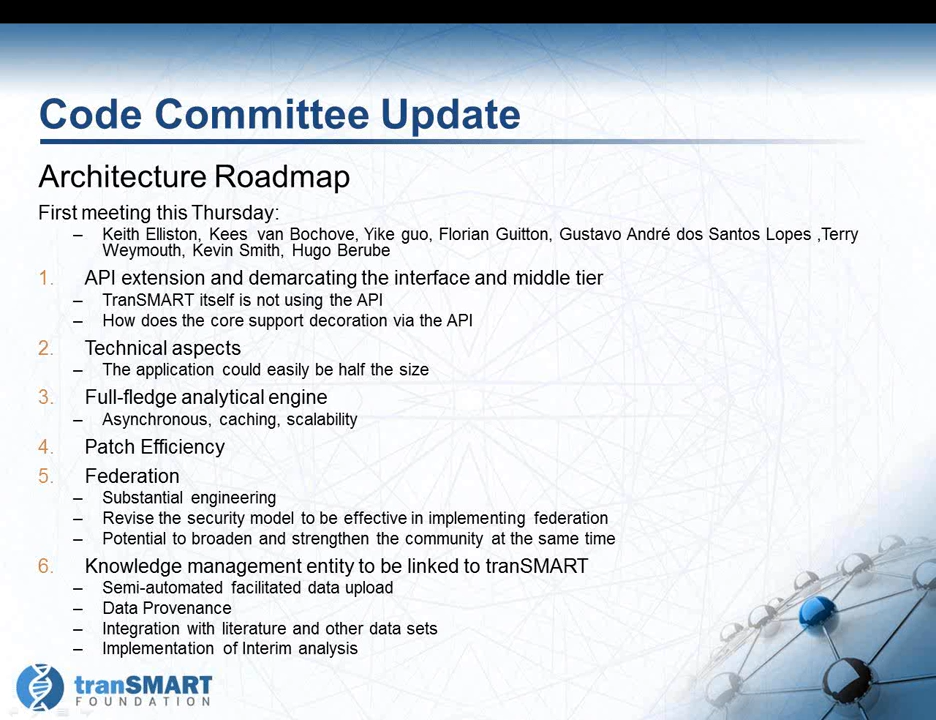 Code Committee Update
Architecture Roadmap
First meeting this Thursday:
– Keith Elliston, Kees van Bochove, Yike guo, Florian Guitton, Gustavo André dos Santos Lopes ,Terry
Weymouth, Kevin Smith, Hugo Berube
1. API extension and demarcating the interface and middle tier
– TranSMART itself is not using the API
– How does the core support decoration via the API
2. Technical aspects
– The application could easily be half the size
3. Full-fledge analytical engine
– Asynchronous, caching, scalability
4. Patch Efficiency
5. Federation
– Substantial engineering
– Revise the security model to be effective in implementing federation
– Potential to broaden and strengthen the community at the same time
6. Knowledge management entity to be linked to tranSMART
– Semi-automated facilitated data upload
– Data Provenance
– Integration with literature and other data sets
– Implementation of Interim analysis
tranSMART
FOUNDATION